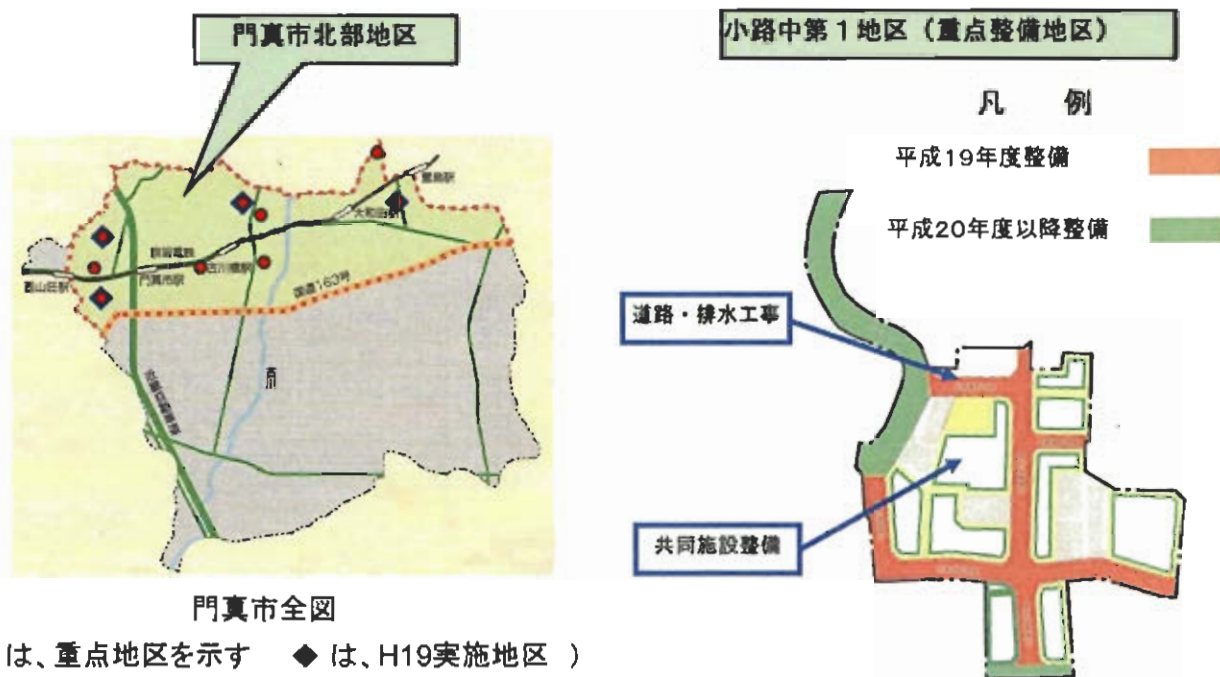 門真市北部地区
小路中第1地区（重点整備地区）
凡　例
平成19年度整備
平成20年度以降整備
道路・排水工事
共同施設整備
萱島駅
大和田駅
京阪電鉄
古川橋駅
門真市駅
西三荘駅
国道163号
門真市全図
は、重点地区を示す　◆ は、H19実施地区 ）